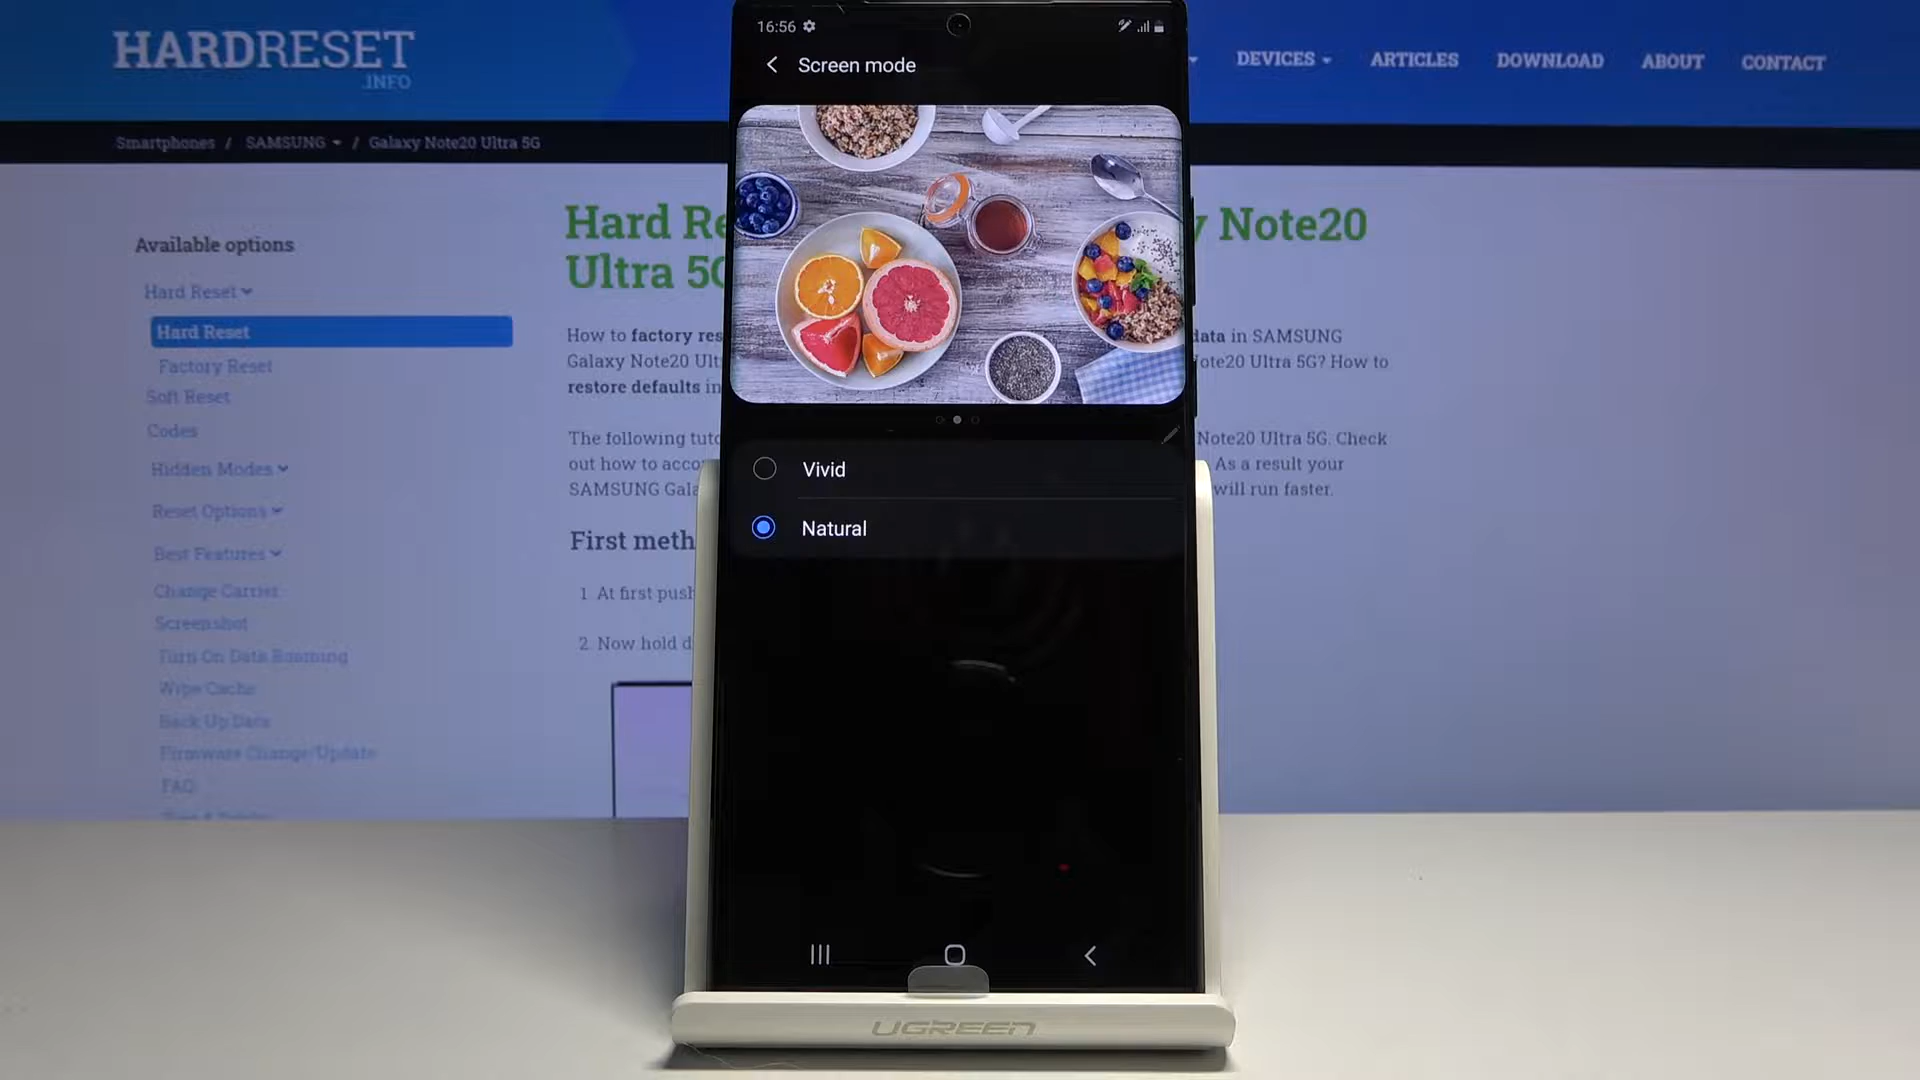 HARDRESET
.INFO
DEVICES
ARTICLES
DOWNLOAD
ABOUT
CONTACT
Smartphones / SAMSUNG / Galaxy Note20 Ultra 5G
Available options
Hard Reset
Hard Reset
Factory Reset
Soft Reset
Codes
Hidden Modes
Reset Options
Best Features
Change Carrier
Screenshot
Turn On Data Roaming
Wipe Cache
Back Up Data
Firmware Change/Update
FAQ
Hard Re
y Note20
Ultra 5G
How to factory res
data in SAMSUNG
Galaxy Note20 Ult
ote20 Ultra 5G? How to
restore defaults in
The following tuto
Note20 Ultra 5G. Check
out how to acco
As a result your
SAMSUNG Gala
will run faster.
First meth
1 At first push
2. Now hold d
16:56
Screen mode
Vivid
Natural
UGREEN